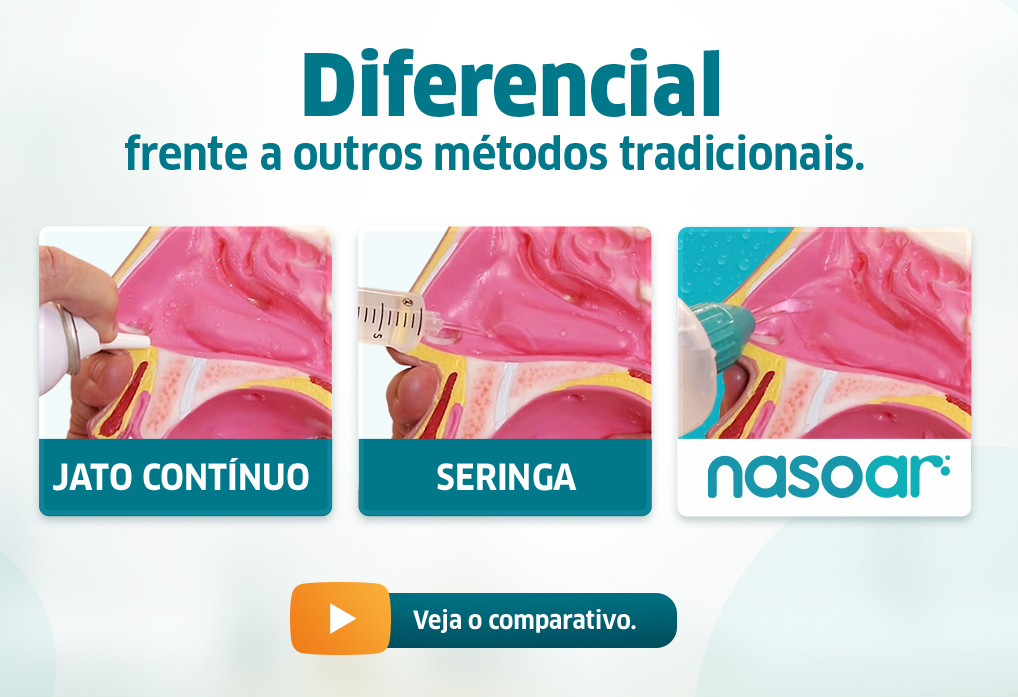 Diferencial
frente a outros métodos tradicionais.
JATO CONTÍNUO
SERINGA
nasoar
Veja o comparativo.